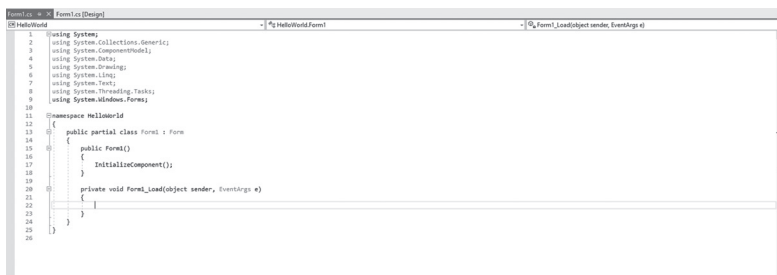 Form1.cs Form1.cs [Design]
HelloWorld HelloWorld.Form1 Form1_Load(object sender, EventArgs e)
1 using System;
2 using System.Collections.Generic;
3 using System.ComponentModel;
4 using System.Data;
5 using System.Drawing;
6 using System.Linq;
7 using System.Text;
8 using System.Threading.Tasks;
9 using System.Windows.Forms;
10
11 namespace HelloWorld
12 {
13 public partial class Form1 : Form
14 {
15 public Form1()
16 {
17 InitializeComponent();
18 }
19
20 private void Form1_Load(object sender, EventArgs e)
21 {
22
23 }
24 }
25 }
26